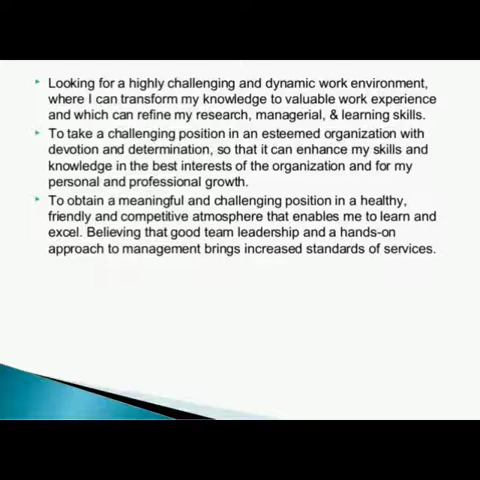 Looking for a highly challenging and dynamic work environment,
where I can transform my knowledge to valuable work experience
and which can refine my research, managerial, & learning skills.
To take a challenging position in an esteemed organization with
devotion and determination, so that it can enhance my skills and
knowledge in the best interests of the organization and for my
personal and professional growth.
To obtain a meaningful and challenging position in a healthy,
friendly and competitive atmosphere that enables me to learn and
excel. Believing that good team leadership and a hands-on
approach to management brings increased standards of services.